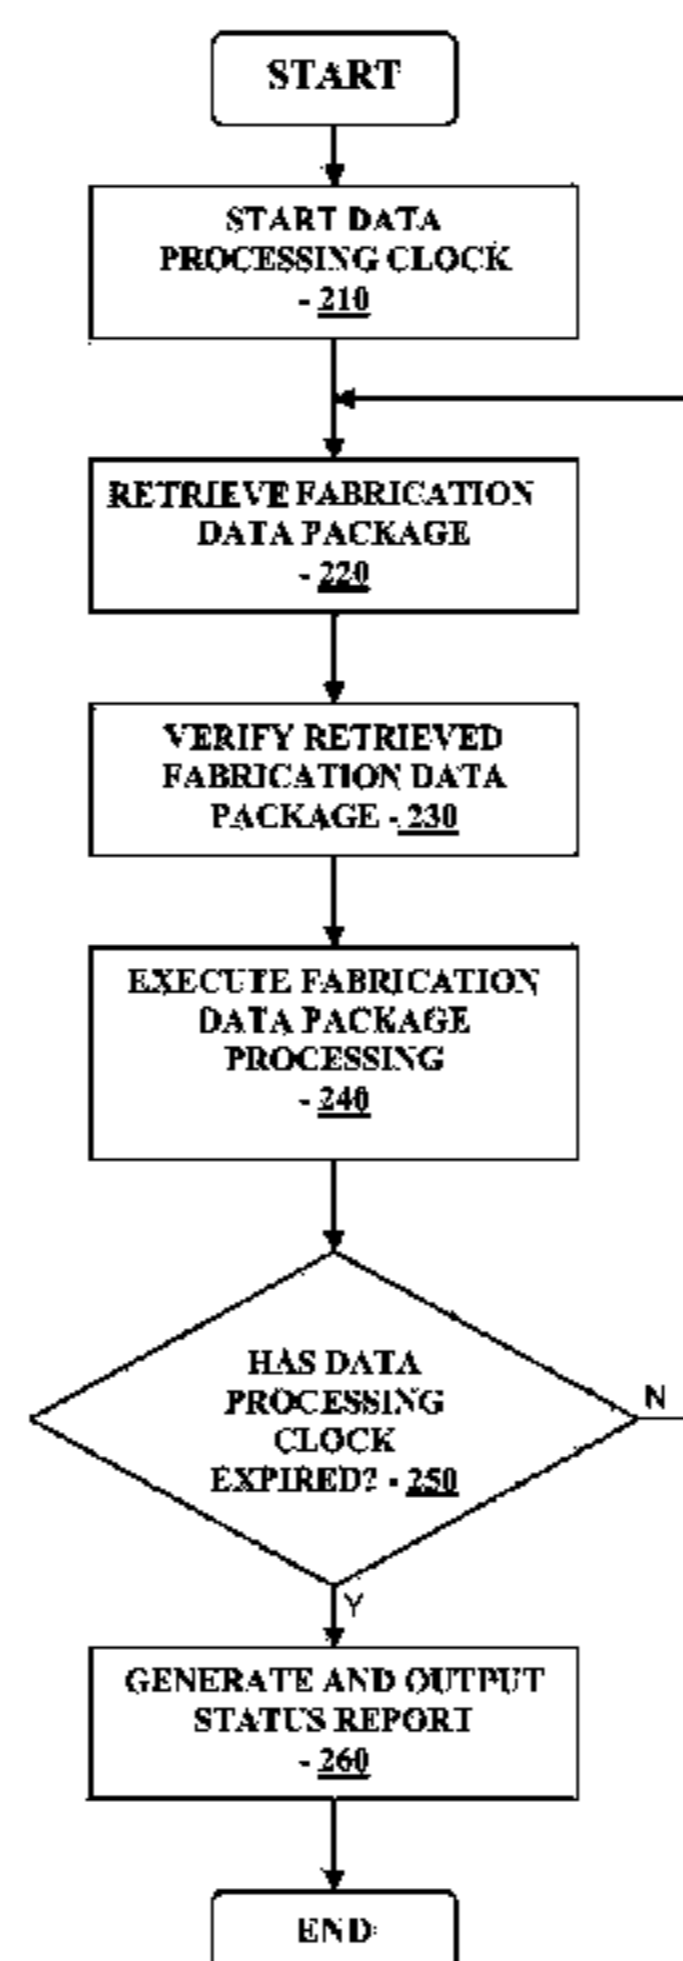 START
START DATA
PROCESSING CLOCK
- 210
RETRIEVE FABRICATION
DATA PACKAGE
- 220
VERIFY RETRIEVED
FABRICATION DATA
PACKAGE - 230
EXECUTE FABRICATION
DATA PACKAGE
PROCESSING
- 240
HAS DATA
PROCESSING
CLOCK
EXPIRED? - 250
N
Y
GENERATE AND OUTPUT
STATUS REPORT
- 260
END